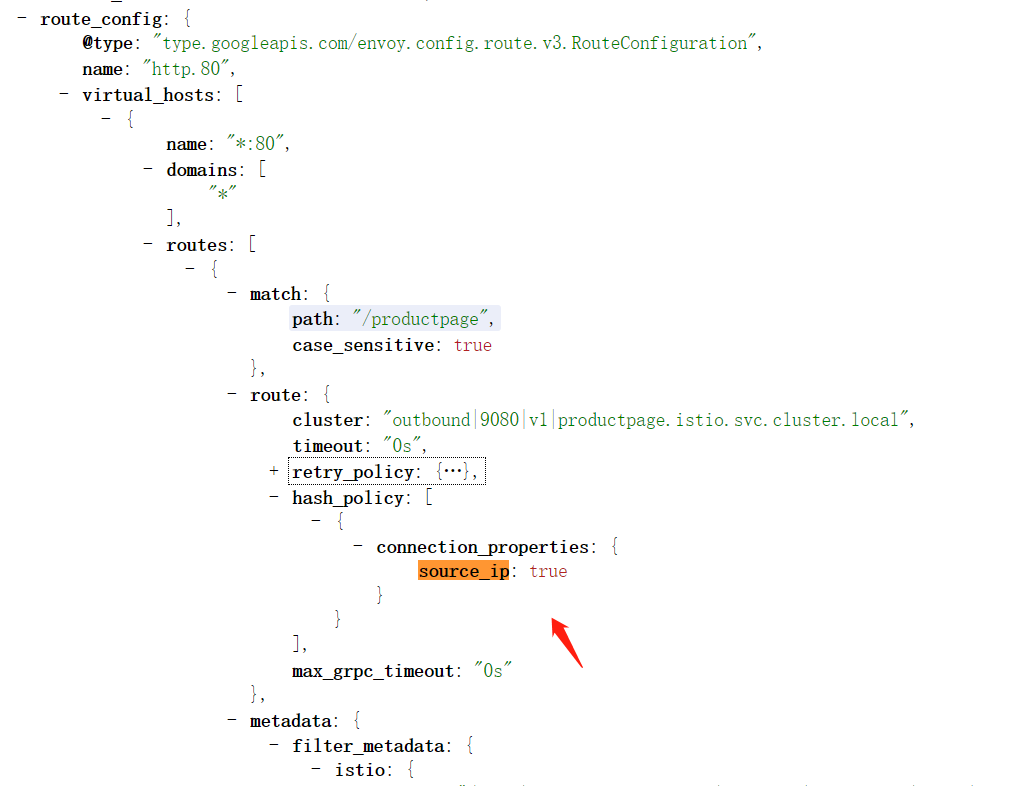 - route_config: {
@type: "type.googleapis.com/envoy.config.route.v3.RouteConfiguration",
name: "http.80",
- virtual_hosts: [
- {
name: "*:80",
- domains: [
"*"
],
- routes: [
- {
- match: {
path: "/productpage",
case_sensitive: true
},
- route: {
cluster: "outbound|9080|v1|productpage.istio.svc.cluster.local",
timeout: "0s",
+ retry_policy: {…},
- hash_policy: [
- {
- connection_properties: {
source_ip: true
}
}
],
max_grpc_timeout: "0s"
},
- metadata: {
- filter_metadata: {
- istio: {